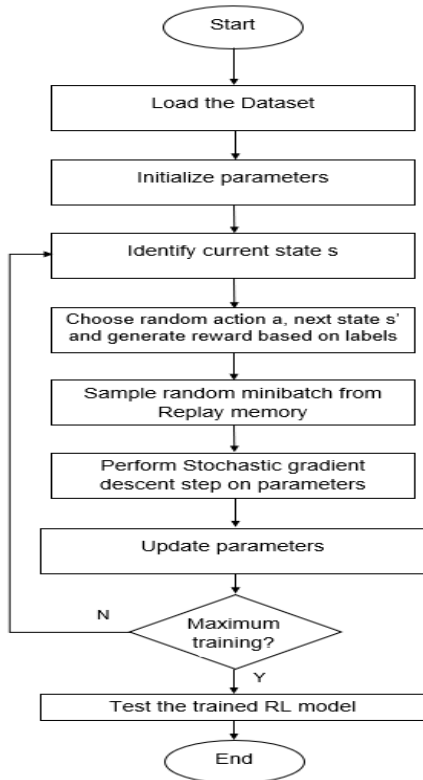 Start
Load the Dataset
Initialize parameters
Identify current state s
Choose random action a, next state s'
and generate reward based on labels
Sample random minibatch from
Replay memory
Perform Stochastic gradient
descent step on parameters
Update parameters
N
Maximum
training?
Y
Test the trained RL model
End